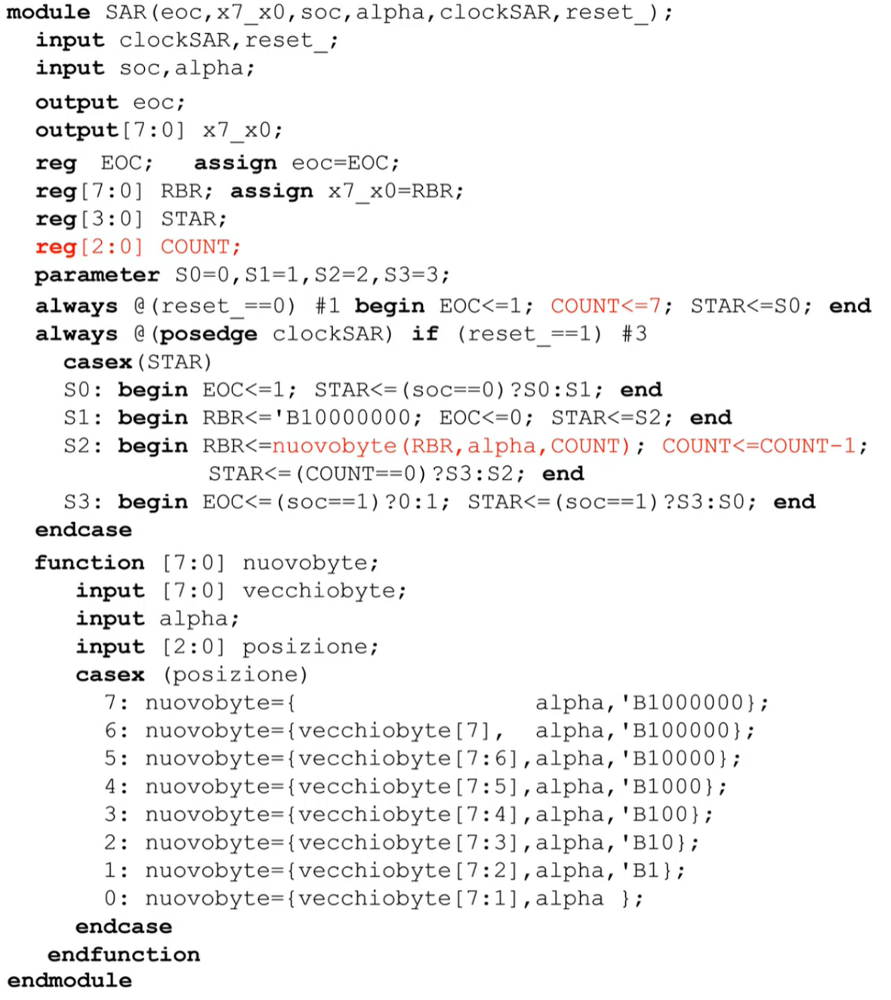 module SAR(eoc,x7_x0,soc,alpha,clockSAR,reset_);
input clockSAR,reset_;
input soc,alpha;
output eoc;
output[7:0] x7_x0;
reg EOC; assign eoc=EOC;
reg[7:0] RBR; assign x7_x0=RBR;
reg[3:0] STAR;
reg[2:0] COUNT;
parameter S0=0,S1=1,S2=2,S3=3;
always @(reset_==0) #1 begin EOC<=1; COUNT<=7; STAR<=S0; end
always @(posedge clockSAR) if (reset_==1) #3
casex(STAR)
S0: begin EOC<=1; STAR<=(soc==0)?S0:S1; end
S1: begin RBR<='B10000000; EOC<=0; STAR<=S2; end
S2: begin RBR<=nuovobyte(RBR,alpha,COUNT); COUNT<=COUNT-1;
STAR<=(COUNT==0)?S3:S2; end
S3: begin EOC<=(soc==1)?0:1; STAR<=(soc==1)?S3:S0; end
endcase
function [7:0] nuovobyte;
input [7:0] vecchiobyte;
input alpha;
input [2:0] posizione;
casex (posizione)
7: nuovobyte={ alpha,'B1000000};
6: nuovobyte={vecchiobyte[7], alpha,'B100000};
5: nuovobyte={vecchiobyte[7:6],alpha,'B10000};
4: nuovobyte={vecchiobyte[7:5],alpha,'B1000};
3: nuovobyte={vecchiobyte[7:4],alpha,'B100};
2: nuovobyte={vecchiobyte[7:3],alpha,'B10};
1: nuovobyte={vecchiobyte[7:2],alpha,'B1};
0: nuovobyte={vecchiobyte[7:1],alpha };
endcase
endfunction
endmodule